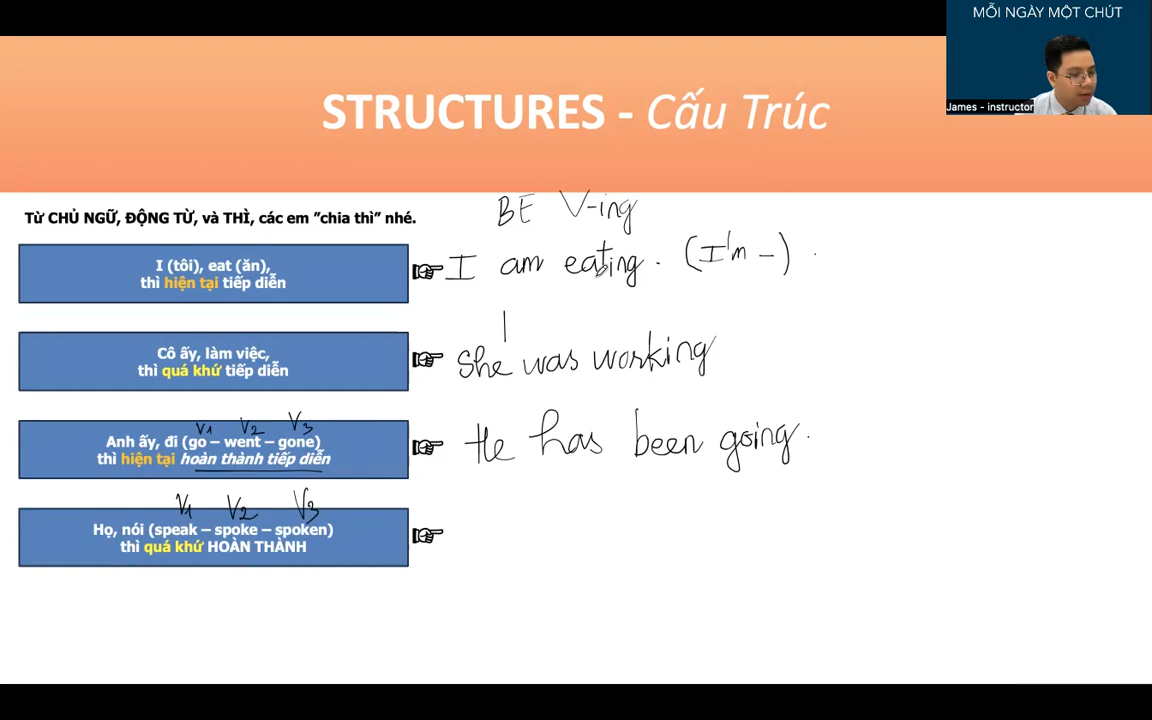 MỖI NGÀY MỘT CHÚT
James - instructor
STRUCTURES - Cấu Trúc
Từ CHỦ NGỮ, ĐỘNG TỪ, và THÌ, các em "chia thì" nhé.
BE V-ing
I (tôi), eat (ăn),
thì hiện tại tiếp diễn
I am eating. (I'm -)
Cô ấy, làm việc,
thì quá khứ tiếp diễn
She was working
V1 V2 V3
Anh ấy, đi (go – went – gone)
thì hiện tại hoàn thành tiếp diễn
He has been going.
V1 V2 V3
Họ, nói (speak – spoke – spoken)
thì quá khứ HOÀN THÀNH